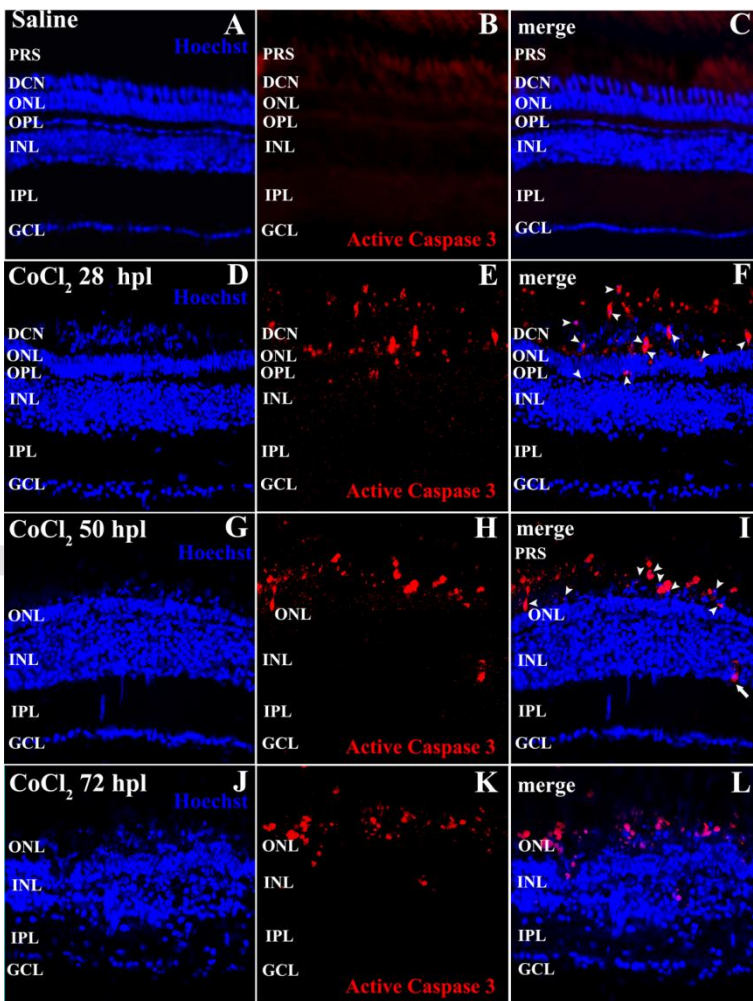 Saline
A
Hoechst
PRS
DCN
ONL
OPL
INL
IPL
GCL
B
PRS
DCN
ONL
OPL
INL
IPL
GCL
Active Caspase 3
merge
C
PRS
DCN
ONL
OPL
INL
IPL
GCL
CoCl₂ 28 hpl
D
Hoechst
DCN
ONL
OPL
INL
IPL
GCL
E
DCN
ONL
OPL
INL
IPL
GCL
Active Caspase 3
merge
F
DCN
ONL
OPL
INL
IPL
GCL
CoCl₂ 50 hpl
G
Hoechst
ONL
INL
IPL
GCL
H
ONL
INL
IPL
GCL
Active Caspase 3
merge
I
PRS
ONL
INL
IPL
GCL
CoCl₂ 72 hpl
J
Hoechst
ONL
INL
IPL
GCL
K
ONL
INL
IPL
GCL
Active Caspase 3
merge
L
ONL
INL
IPL
GCL